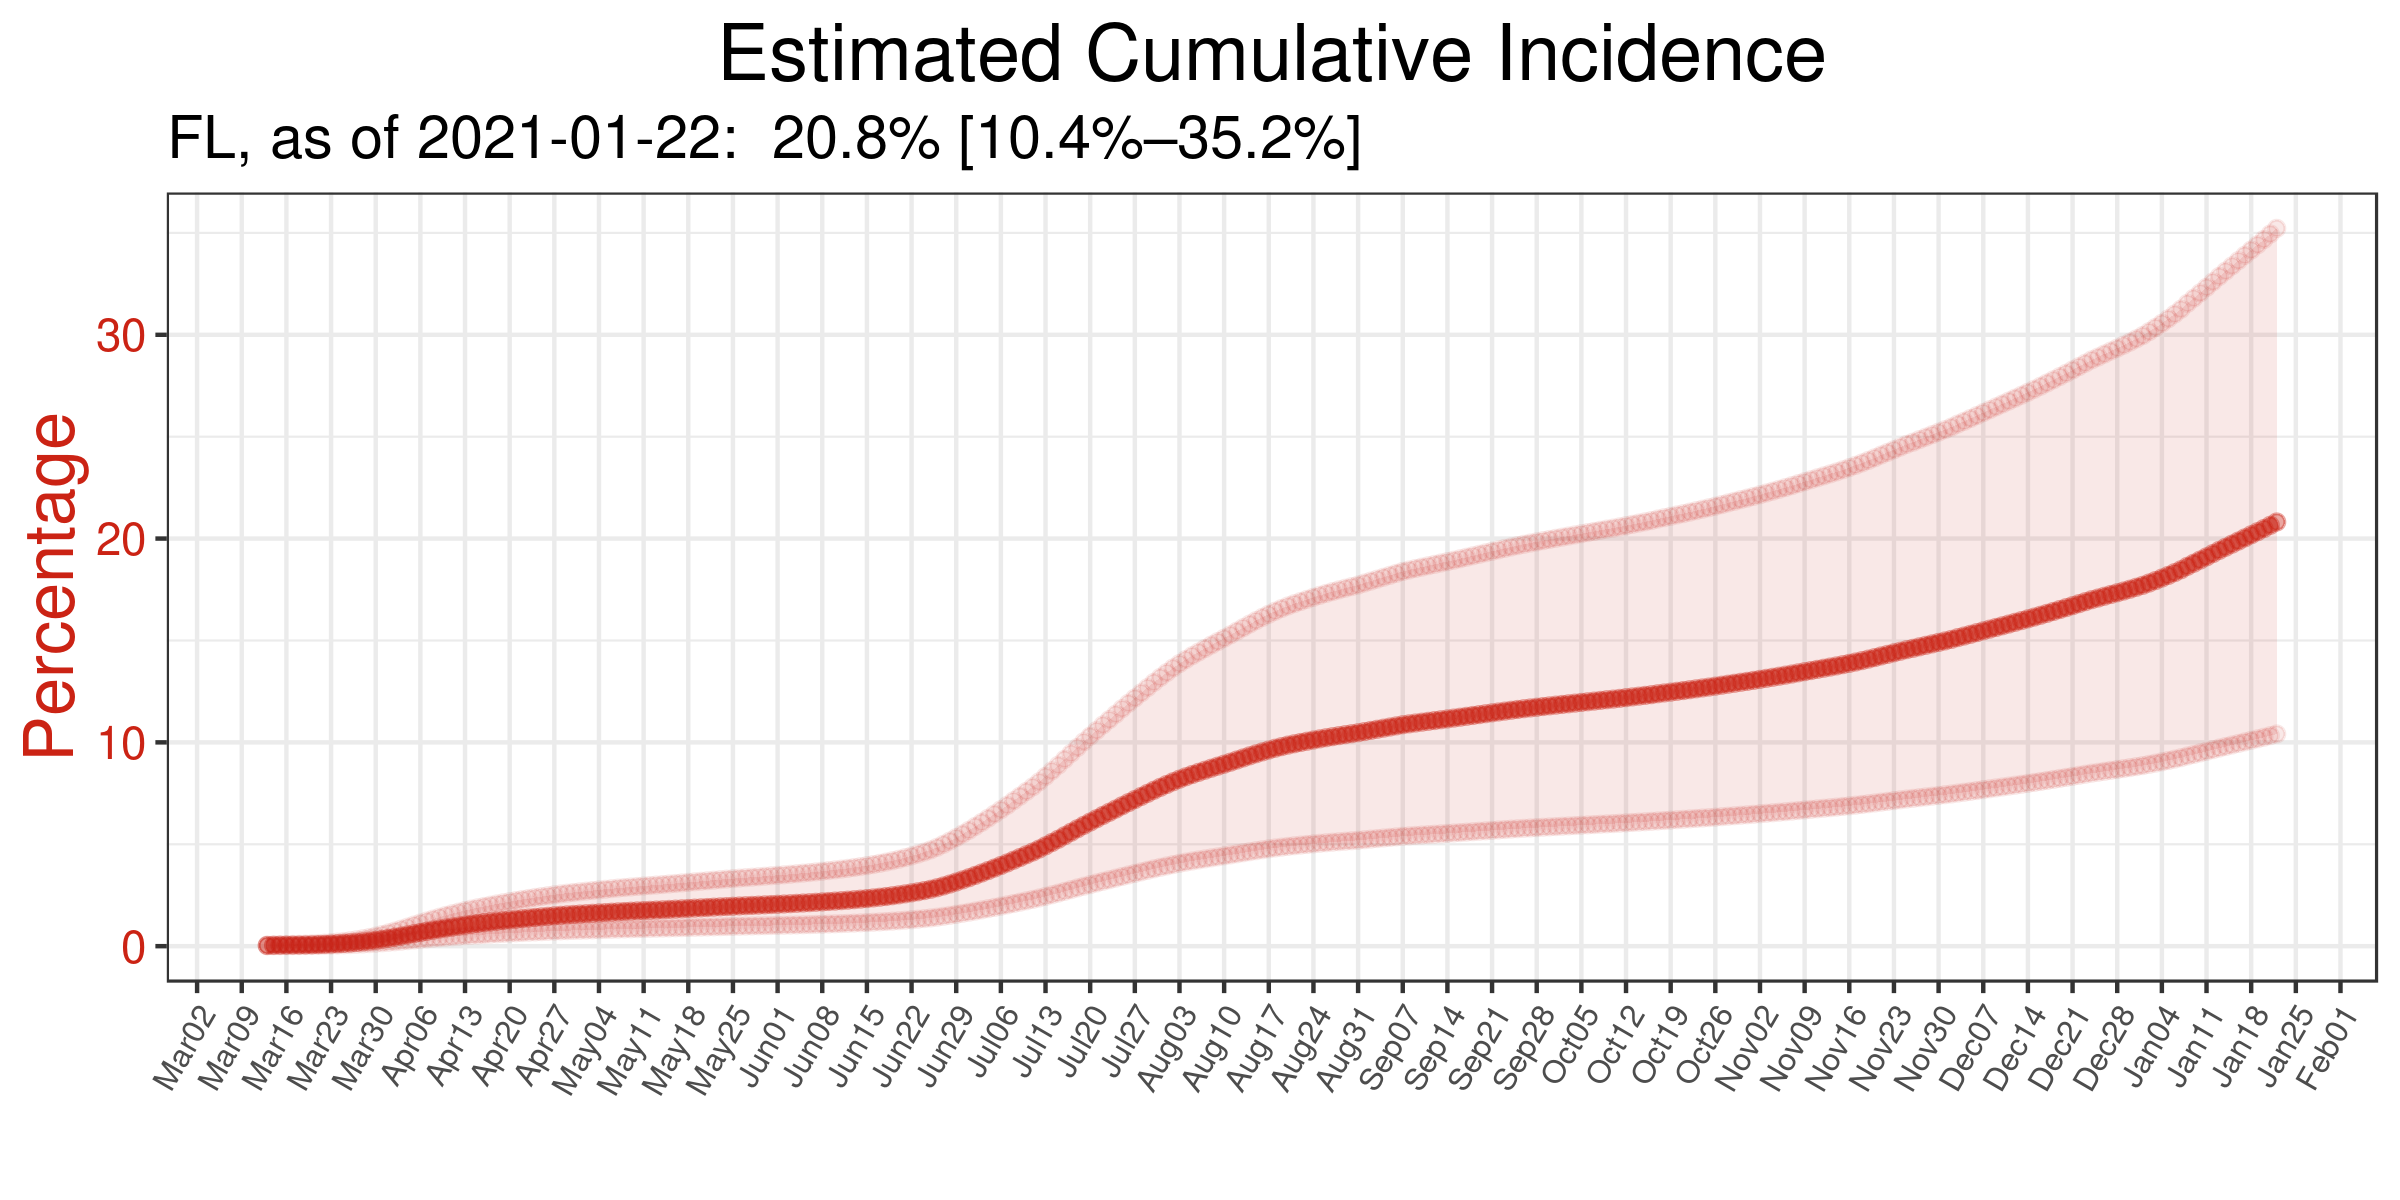 Estimated Cumulative Incidence
FL, as of 2021-01-22:  20.8% [10.4%–35.2%]
Percentage
30
20
10
0
Mar02
Mar09
Mar16
Mar23
Mar30
Apr06
Apr13
Apr20
Apr27
May04
May11
May18
May25
Jun01
Jun08
Jun15
Jun22
Jun29
Jul06
Jul13
Jul20
Jul27
Aug03
Aug10
Aug17
Aug24
Aug31
Sep07
Sep14
Sep21
Sep28
Oct05
Oct12
Oct19
Oct26
Nov02
Nov09
Nov16
Nov23
Nov30
Dec07
Dec14
Dec21
Dec28
Jan04
Jan11
Jan18
Jan25
Feb01